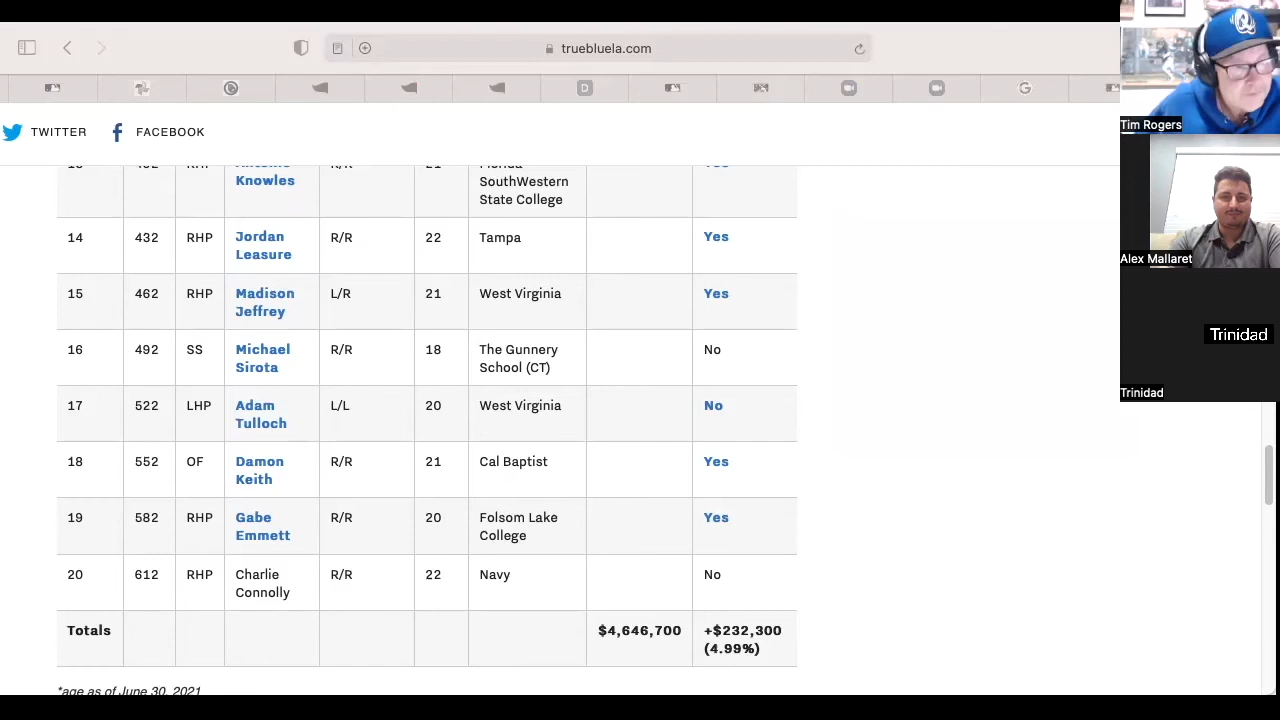 truebluela.com
TWITTER FACEBOOK
Knowles
SouthWestern
State College
14 432 RHP Jordan Leasure R/R 22 Tampa Yes
15 462 RHP Madison Jeffrey L/R 21 West Virginia Yes
16 492 SS Michael Sirota R/R 18 The Gunnery School (CT) No
17 522 LHP Adam Tulloch L/L 20 West Virginia No
18 552 OF Damon Keith R/R 21 Cal Baptist Yes
19 582 RHP Gabe Emmett R/R 20 Folsom Lake College Yes
20 612 RHP Charlie Connolly R/R 22 Navy No
Totals $4,646,700 +$232,300 (4.99%)
*age as of June 30, 2021
Tim Rogers
Alex Mallaret
Trinidad
Trinidad